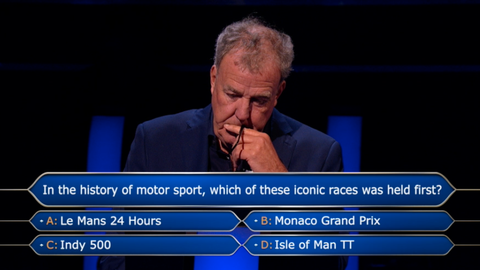 In the history of motor sport, which of these iconic races was held first?
A: Le Mans 24 Hours
B: Monaco Grand Prix
C: Indy 500
D: Isle of Man TT